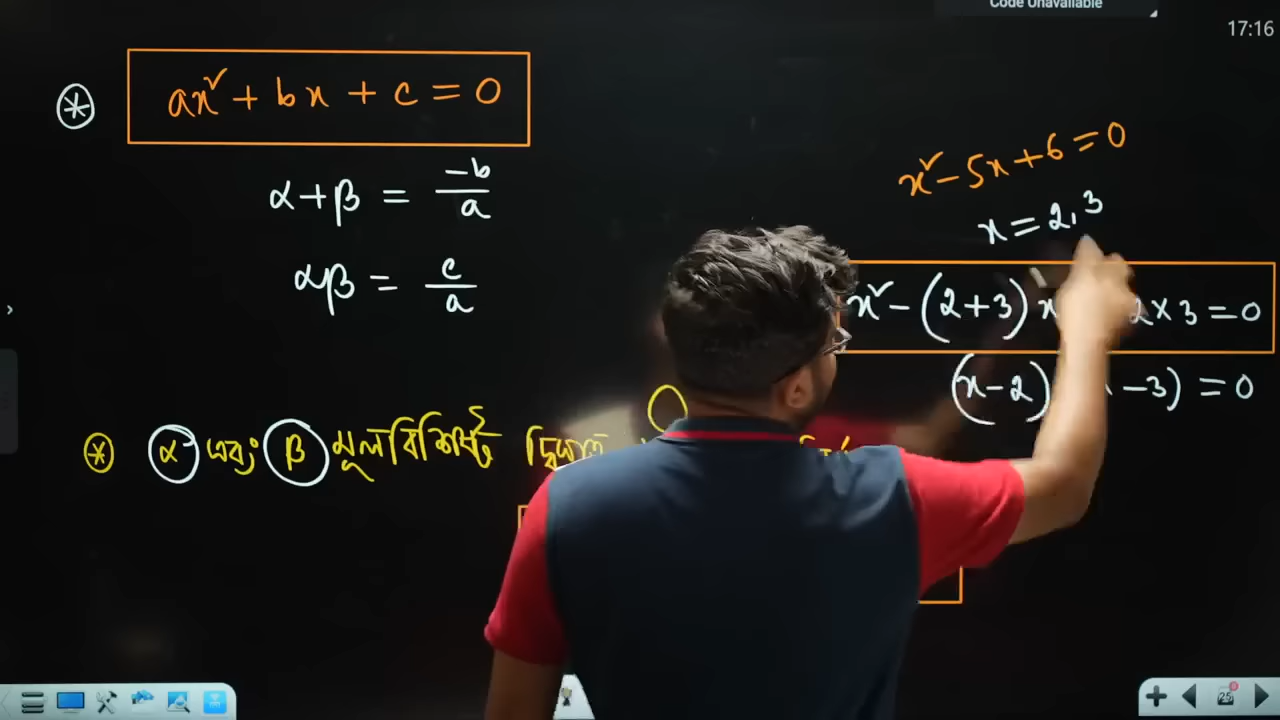 Code Unavailable
17:16
* ax² + bx + c = 0
α + β = -b/a
αβ = c/a
x² - 5x + 6 = 0
x = 2, 3
x² - (2+3) x 2 × 3 = 0
(x-2) -3) = 0
* α এবং β মূলবিশিষ্ট
25